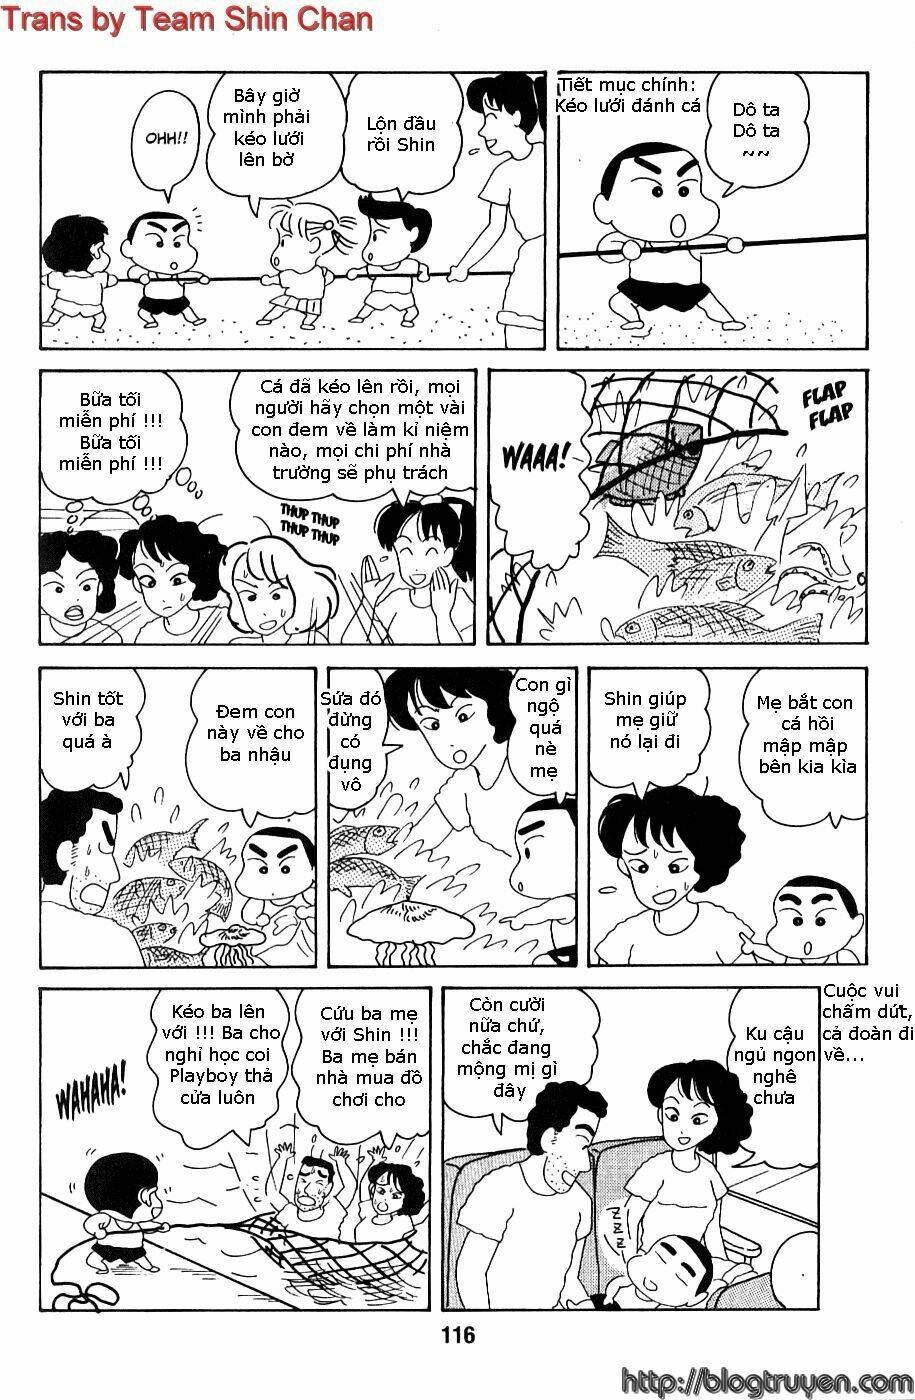 Trans by Team Shin Chan
Tiết mục chính:
Kéo lưới đánh cá
Dô ta
Dô ta
~~
Lộn đầu
rồi Shin
Bây giờ
mình phải
kéo lưới
lên bờ
OHH!!
FLAP
FLAP
WAAA!
Cá đã kéo lên rồi, mọi
người hãy chọn một vài
con đem về làm kỉ niệm
nào, mọi chi phí nhà
trường sẽ phụ trách
THUP THUP
THUP THUP
Bữa tối
miễn phí !!!
Bữa tối
miễn phí !!!
Mẹ bắt con
cá hồi
mập mập
bên kia kìa
Shin giúp
mẹ giữ
nó lại đi
Con gì
ngộ
quá
nè
mẹ
Sứa đó
đừng
có
đụng
vô
Đem con
này về cho
ba nhậu
Shin tốt
với ba
quá à
Cuộc vui
chấm dứt,
cả đoàn đi
về...
Ku cậu
ngủ ngon
nghê
chưa
Còn cười
nữa chứ,
chắc đang
mộng mị gì
đây
ZZZZ
Cứu ba mẹ
với Shin !!!
Ba mẹ bán
nhà mua đồ
chơi cho
Kéo ba lên
với !!! Ba cho
nghỉ học coi
Playboy thả
cửa luôn
WAHAHA!
116
http://blogtruyen.com